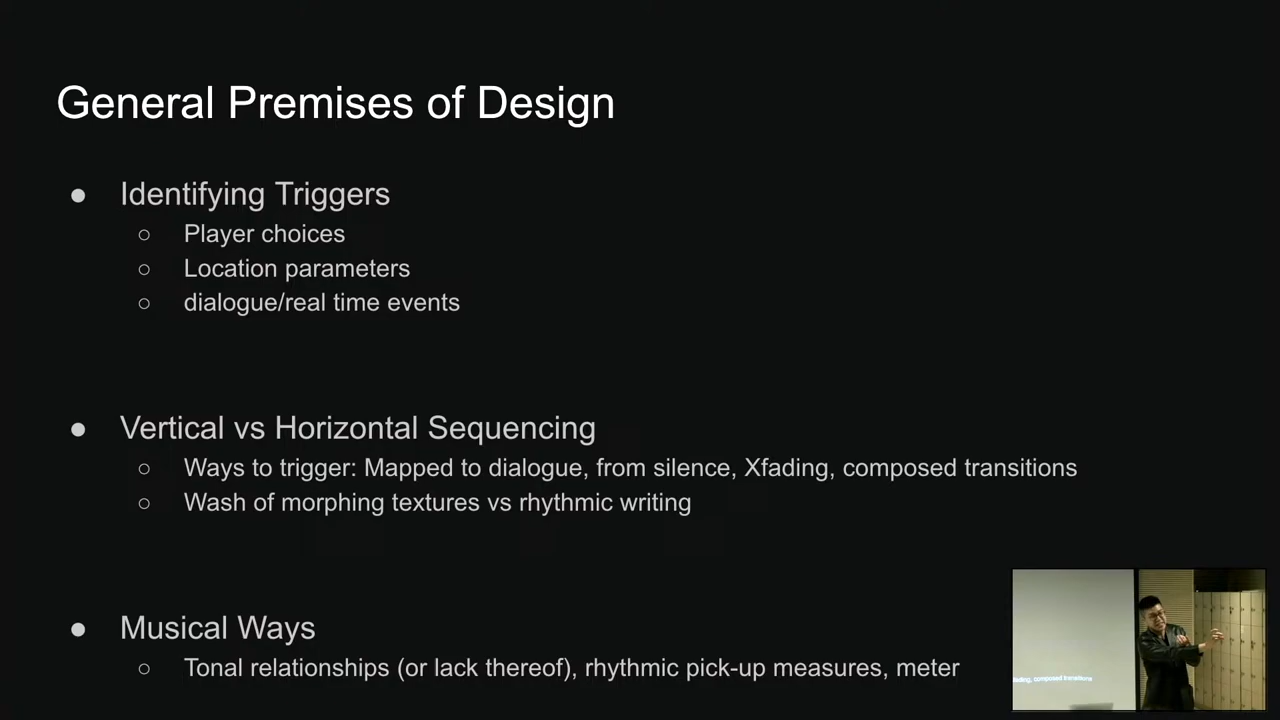 General Premises of Design
● Identifying Triggers
○ Player choices
○ Location parameters
○ dialogue/real time events
● Vertical vs Horizontal Sequencing
○ Ways to trigger: Mapped to dialogue, from silence, Xfading, composed transitions
○ Wash of morphing textures vs rhythmic writing
● Musical Ways
○ Tonal relationships (or lack thereof), rhythmic pick-up measures, meter
composed transitions